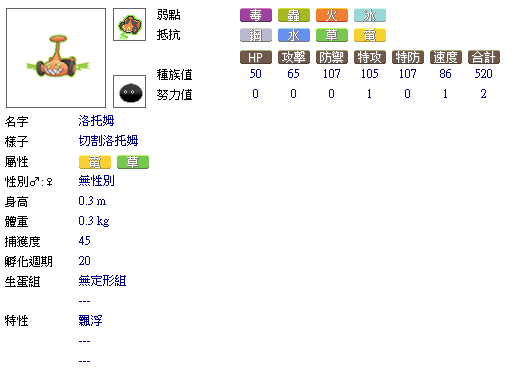 弱點 毒 蟲 火 冰
抵抗 鋼 水 草 電
HP 攻擊 防禦 特攻 特防 速度 合計
種族值 50 65 107 105 107 86 520
努力值 0 0 0 1 0 1 2
名字 洛托姆
樣子 切割洛托姆
屬性 電 草
性別♂:♀ 無性別
身高 0.3 m
體重 0.3 kg
捕獲度 45
孵化週期 20
生蛋組 無定形組
---
特性 飄浮
---
---